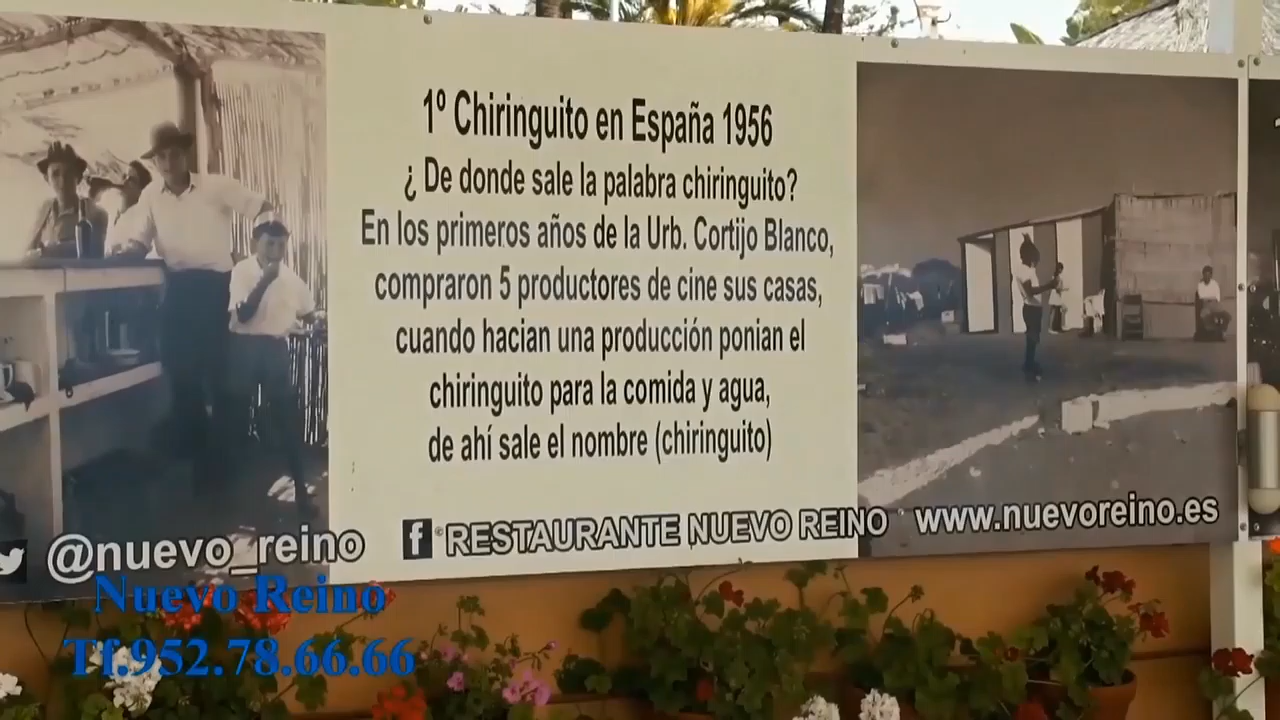 1º Chiringuito en España 1956
¿ De donde sale la palabra chiringuito?
En los primeros años de la Urb. Cortijo Blanco,
compraron 5 productores de cine sus casas,
cuando hacian una producción ponian el
chiringuito para la comida y agua,
de ahí sale el nombre (chiringuito)
@nuevo_reino
RESTAURANTE NUEVO REINO
www.nuevoreino.es
Nuevo Reino
Tf.952.78.66.66